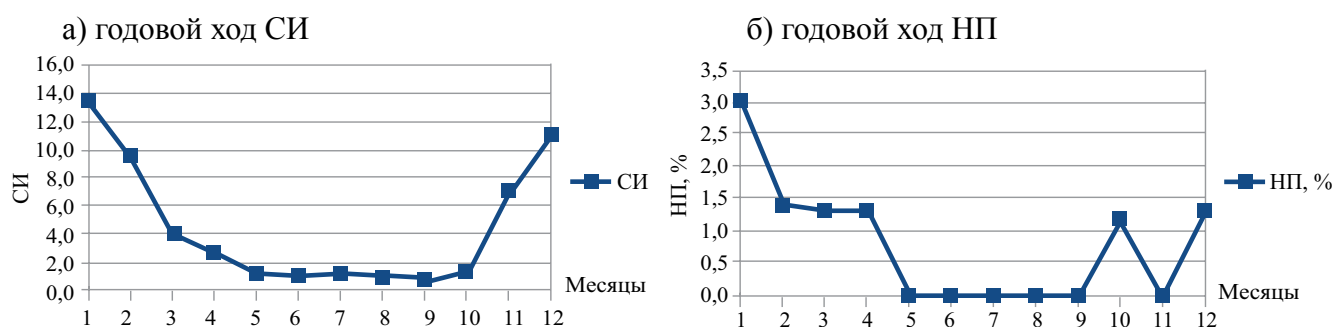 а) годовой ход СИ
16,0
14,0
12,0
10,0
8,0
6,0
4,0
2,0
0,0
СИ
1 2 3 4 5 6 7 8 9 10 11 12
Месяцы
СИ
б) годовой ход НП
3,5
3,0
2,5
2,0
1,5
1,0
0,5
0,0
НП, %
1 2 3 4 5 6 7 8 9 10 11 12
Месяцы
НП, %